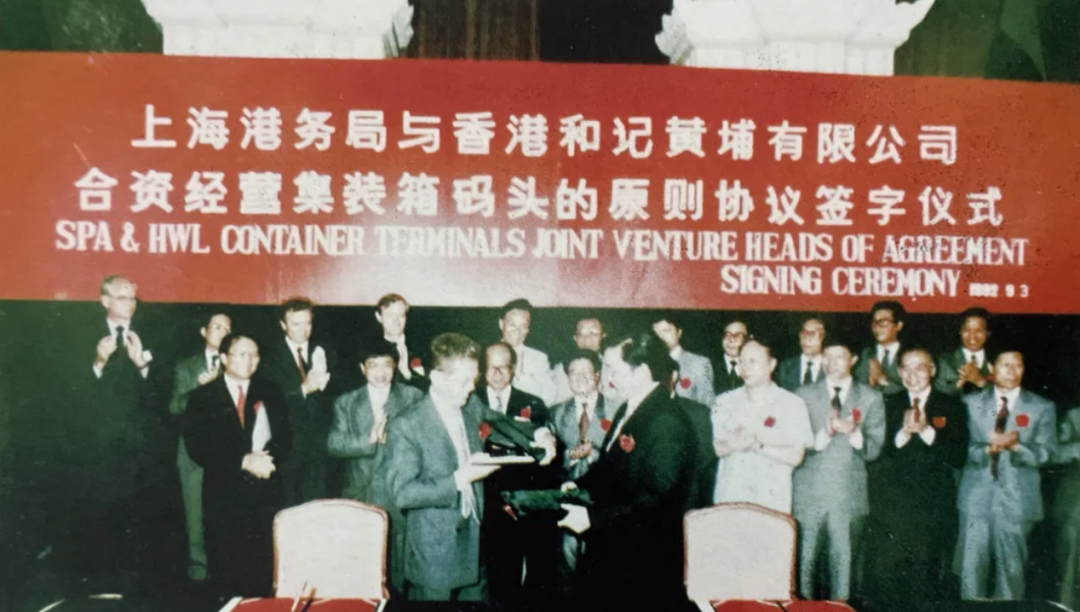 上海港务局与香港和记黄埔有限公司
合资经营集装箱码头的原则协议签字仪式
SPA & HWL CONTAINER TERMINALS JOINT VENTURE HEADS OF AGREEMENT
SIGNING CEREMONY 1992 9.3